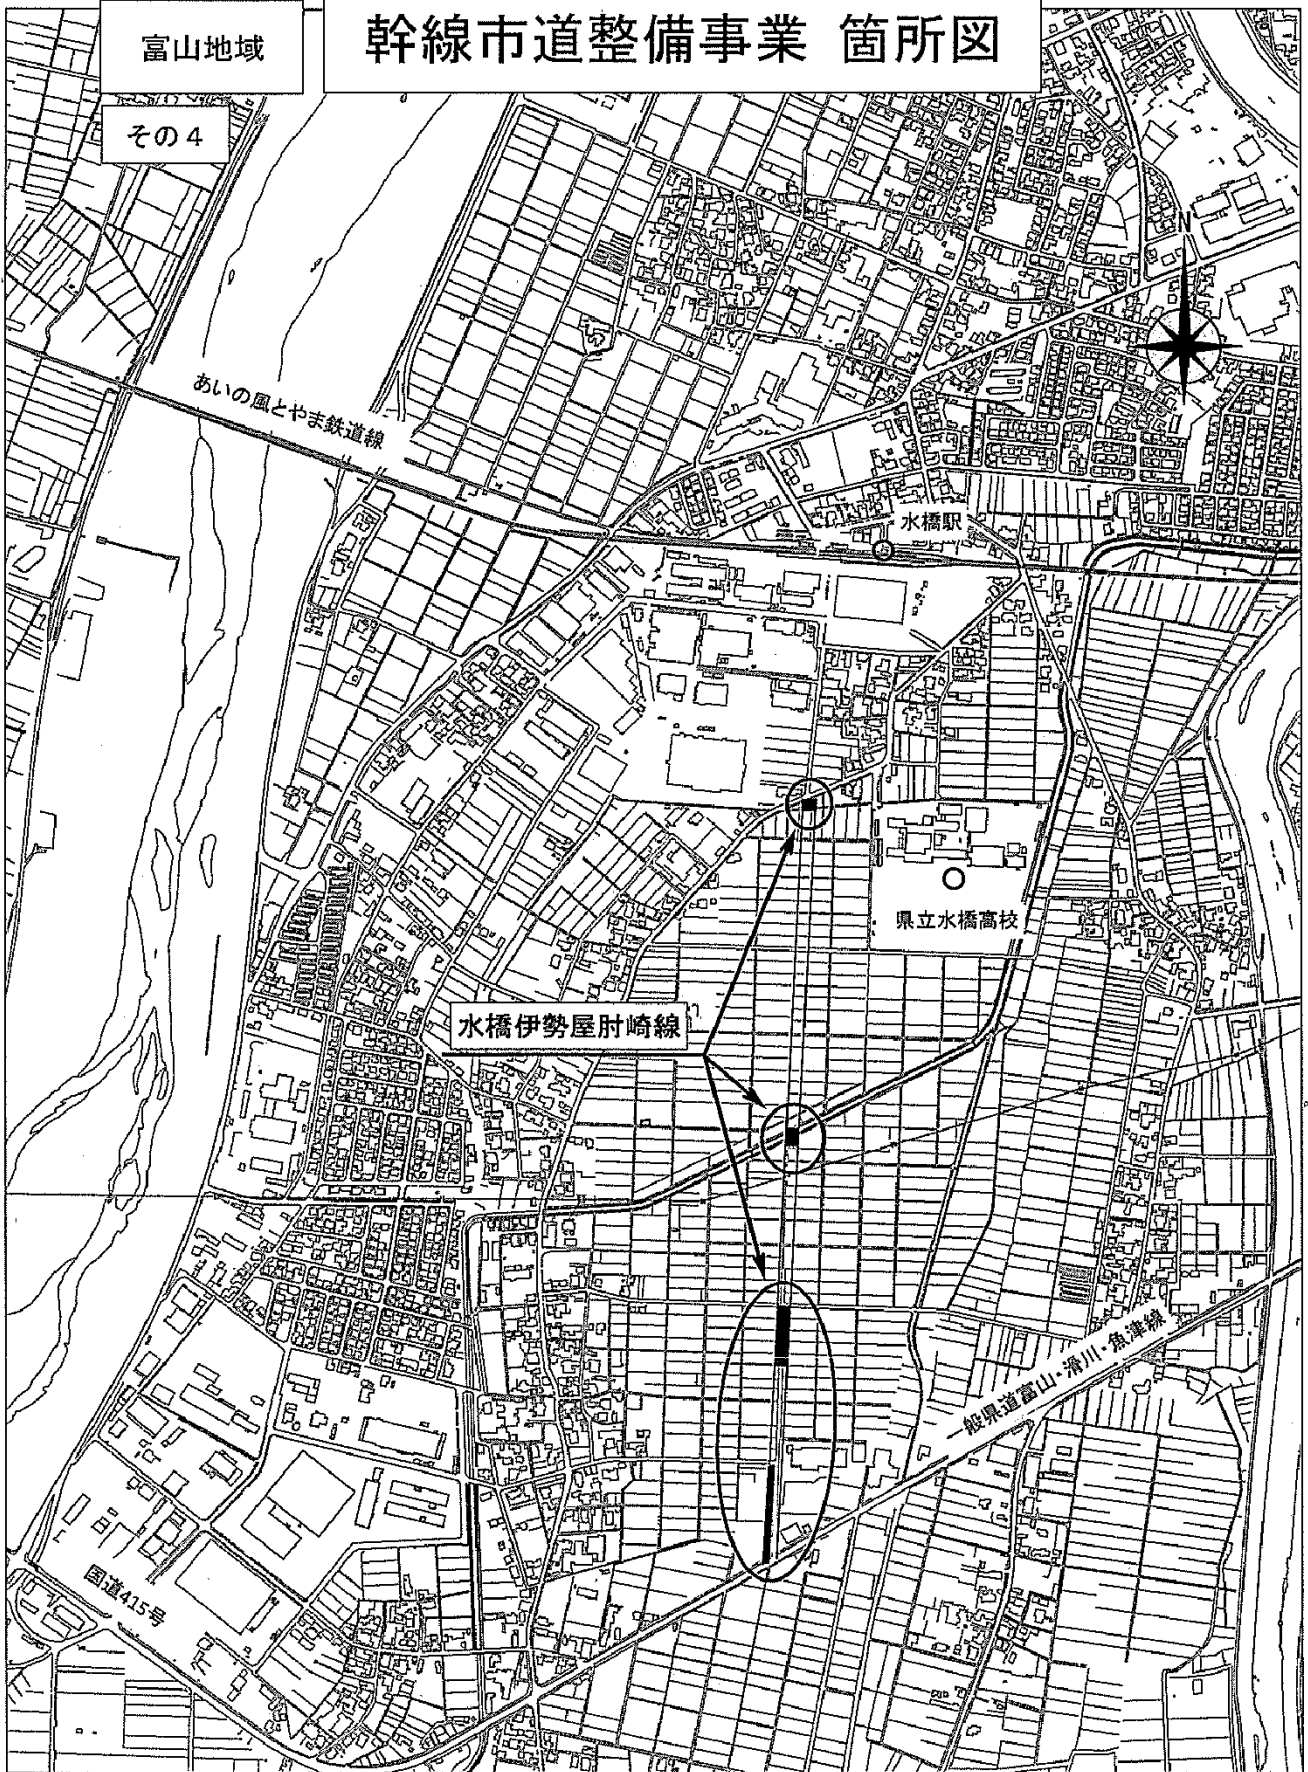 富山地域
幹線市道整備事業 箇所図
その4
N
あいの風とやま鉄道線
水橋駅
県立水橋高校
水橋伊勢屋肘崎線
一般県道富山・滑川・魚津線
国道415号